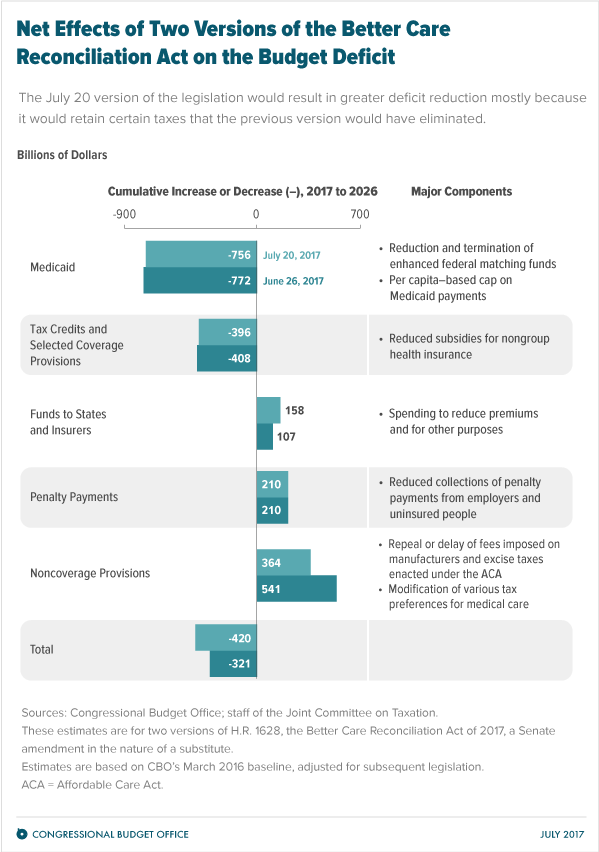 Net Effects of Two Versions of the Better Care
Reconciliation Act on the Budget Deficit
The July 20 version of the legislation would result in greater deficit reduction mostly because
it would retain certain taxes that the previous version would have eliminated.
Billions of Dollars
Cumulative Increase or Decrease (–), 2017 to 2026
Major Components
-900 0 700
Medicaid
-756 July 20, 2017
-772 June 26, 2017
• Reduction and termination of
enhanced federal matching funds
• Per capita–based cap on
Medicaid payments
Tax Credits and
Selected Coverage
Provisions
-396
-408
• Reduced subsidies for nongroup
health insurance
Funds to States
and Insurers
158
107
• Spending to reduce premiums
and for other purposes
Penalty Payments
210
210
• Reduced collections of penalty
payments from employers and
uninsured people
Noncoverage Provisions
364
541
• Repeal or delay of fees imposed on
manufacturers and excise taxes
enacted under the ACA
• Modification of various tax
preferences for medical care
Total
-420
-321
Sources: Congressional Budget Office; staff of the Joint Committee on Taxation.
These estimates are for two versions of H.R. 1628, the Better Care Reconciliation Act of 2017, a Senate
amendment in the nature of a substitute.
Estimates are based on CBO's March 2016 baseline, adjusted for subsequent legislation.
ACA = Affordable Care Act.
CONGRESSIONAL BUDGET OFFICE
JULY 2017